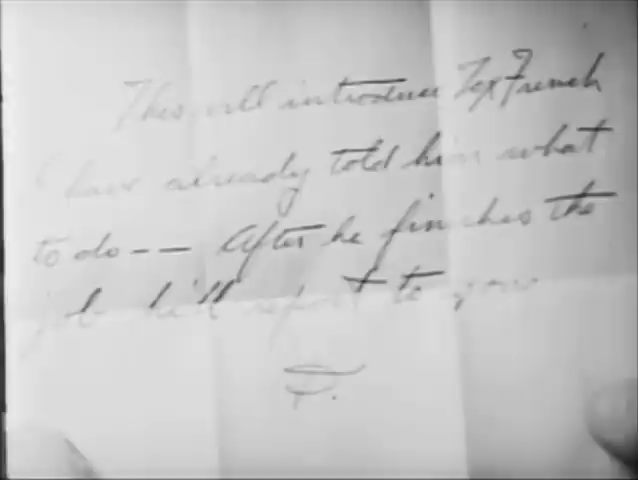 This will introduce Tex French
I have already told him what
to do -- After he finishes the
job he'll report to you
F.